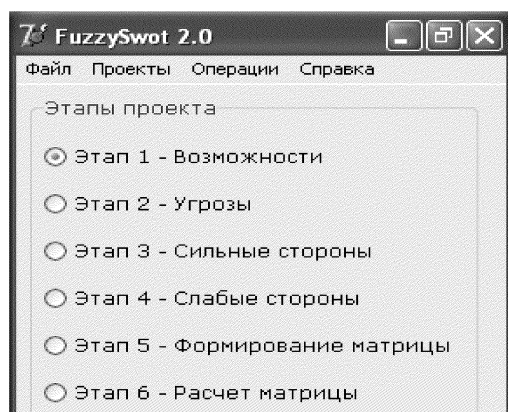 FuzzySwot 2.0
Файл Проекты Операции Справка
Этапы проекта
Этап 1 - Возможности
Этап 2 - Угрозы
Этап 3 - Сильные стороны
Этап 4 - Слабые стороны
Этап 5 - Формирование матрицы
Этап 6 - Расчет матрицы